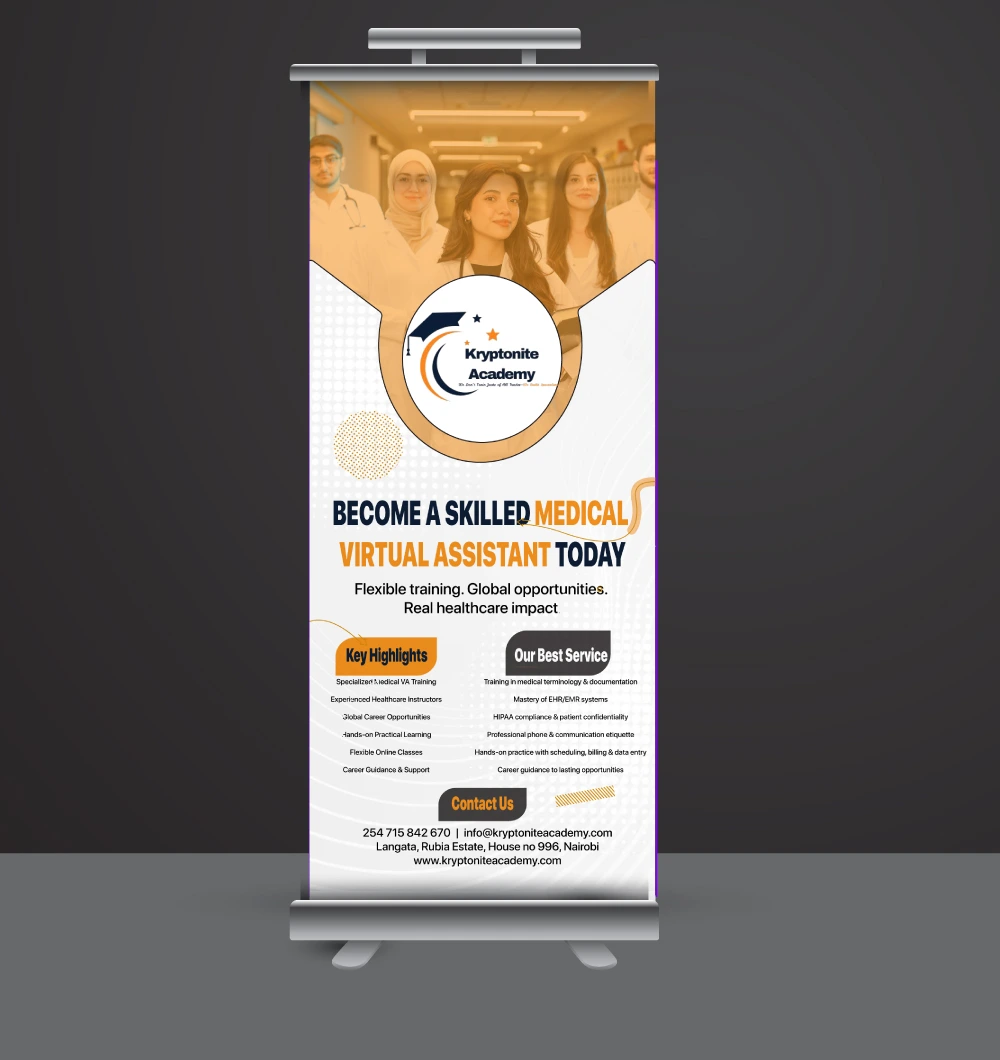 Kryptonite
Academy
BECOME A SKILLED MEDICAL
VIRTUAL ASSISTANT TODAY
Flexible training. Global opportunities.
Real healthcare impact
Key Highlights
Specialized Medical VA Training
Experienced Healthcare Instructors
Global Career Opportunities
Hands-on Practical Learning
Flexible Online Classes
Career Guidance & Support
Our Best Service
Training in medical terminology & documentation
Mastery of EHR/EMR systems
HIPAA compliance & patient confidentiality
Professional phone & communication etiquette
Hands-on practice with scheduling, billing & data entry
Career guidance to lasting opportunities
Contact Us
254 715 842 670 | info@kryptoniteacademy.com
Langata, Rubia Estate, House no 996, Nairobi
www.kryptoniteacademy.com